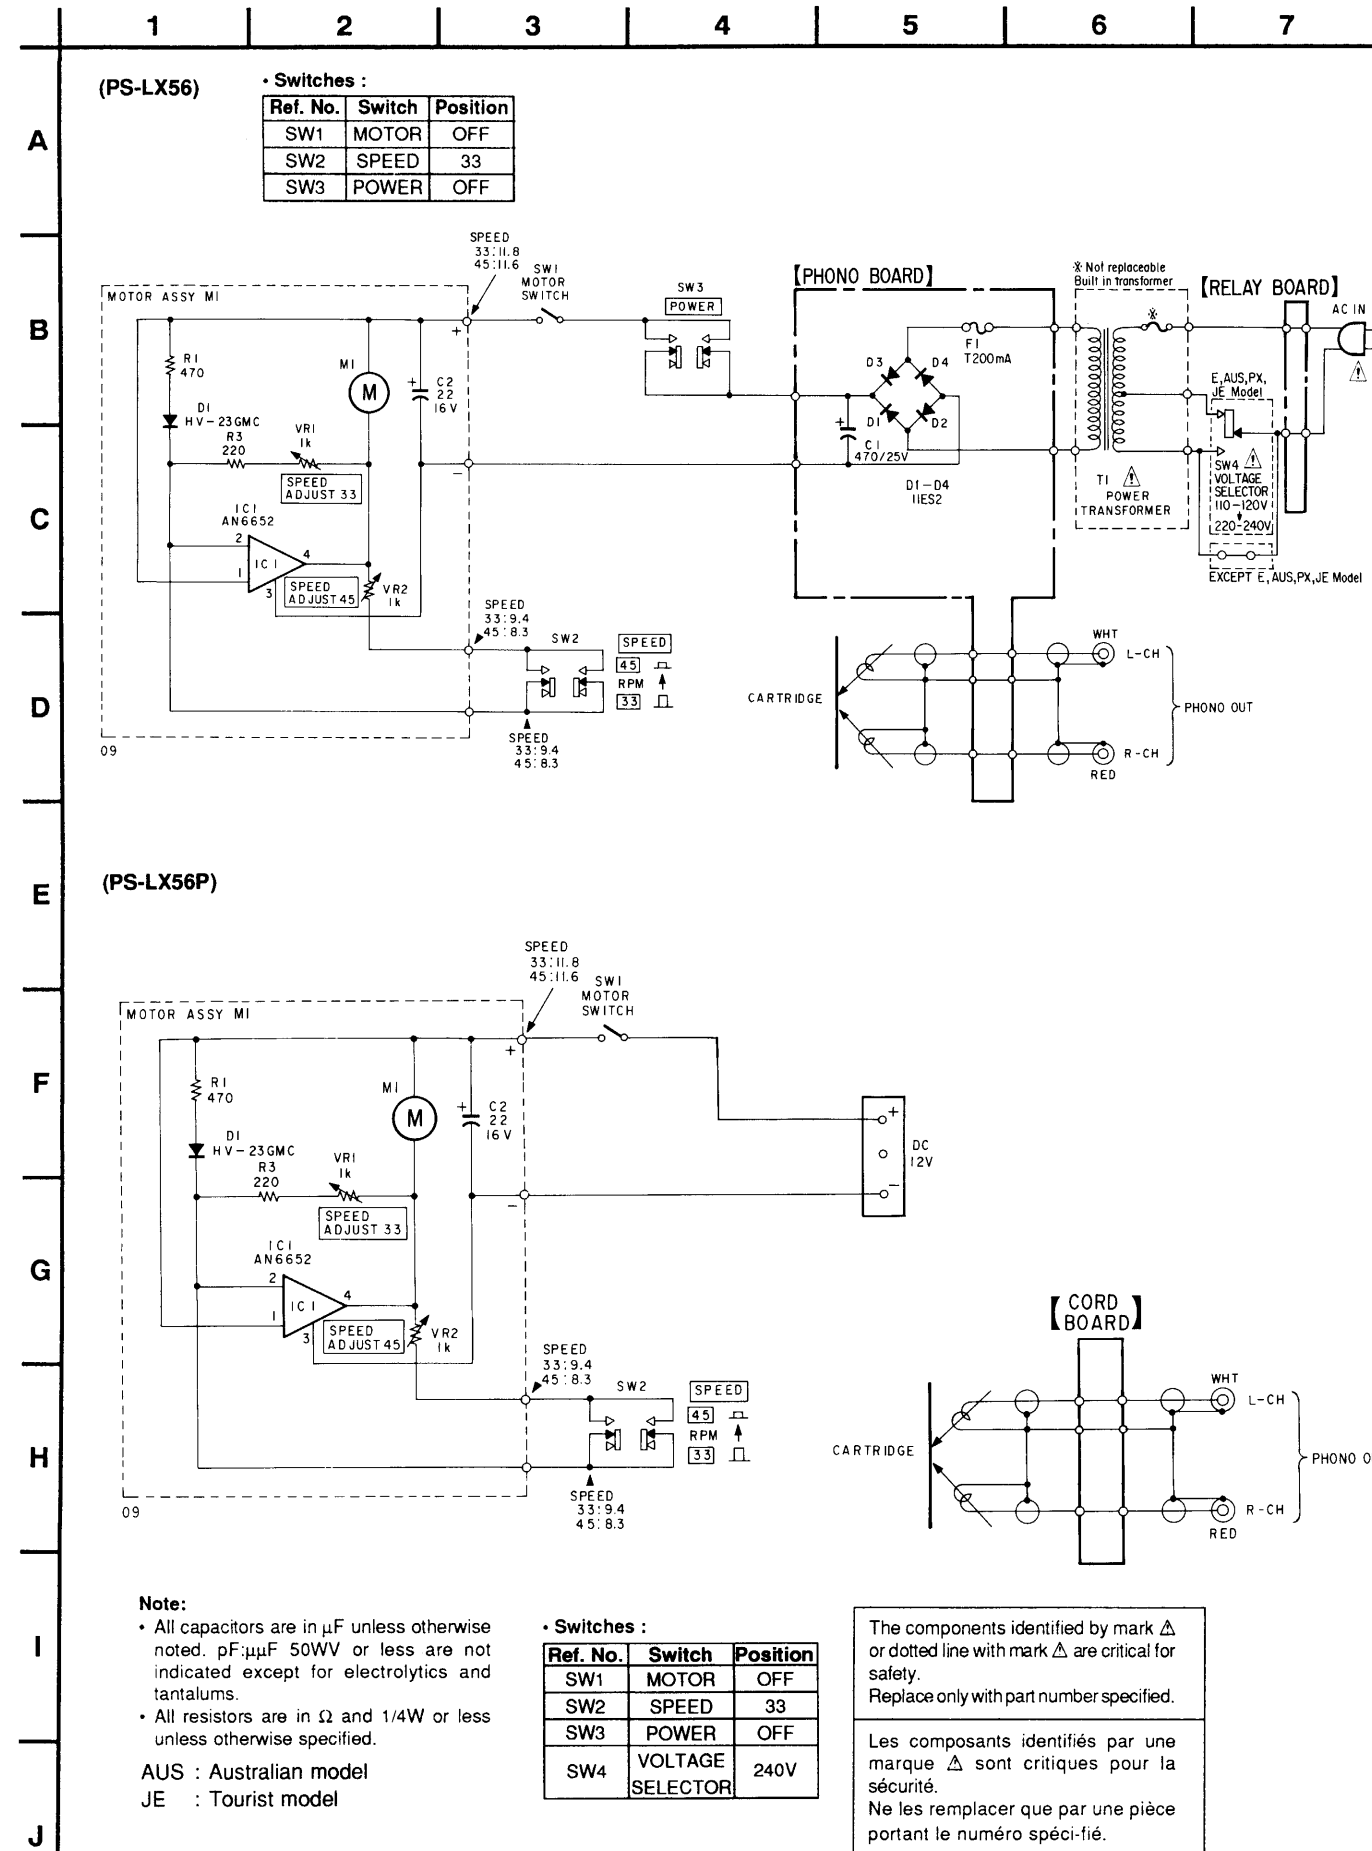 1 2 3 4 5 6 7
(PS-LX56)
• Switches :
Ref. No. Switch Position
SW1 MOTOR OFF
SW2 SPEED 33
SW3 POWER OFF
A
B
C
D
E
F
G
H
I
J
SPEED
33:11.8
45:11.6
SW1
MOTOR
SWITCH
MOTOR ASSY M1
+
R1
470
M1
M
+
C2
22
16V
D1
HV-23GMC
R3
220
VR1
1k
SPEED
ADJUST 33
−
IC1
AN6652
2
IC1
4
1
3
SPEED
ADJUST 45
VR2
1k
09
SPEED
33:9.4
45:8.3
SW2
SPEED
45
RPM
33
SPEED
33:9.4
45:8.3
SW3
POWER
【PHONO BOARD】
F1
T200mA
D3
D4
D1
D2
+
C1
470/25V
D1-D4
11ES2
※ Not replaceable
Built in transformer
※
T1 ⚠
POWER
TRANSFORMER
【RELAY BOARD】
AC IN
⚠
E,AUS,PX,
JE Model
SW4 ⚠
VOLTAGE
SELECTOR
110-120V
220-240V
EXCEPT E,AUS,PX,JE Model
CARTRIDGE
WHT
L-CH
PHONO OUT
R-CH
RED
(PS-LX56P)
SPEED
33:11.8
45:11.6
SW1
MOTOR
SWITCH
MOTOR ASSY M1
+
R1
470
M1
M
+
C2
22
16V
D1
HV-23GMC
R3
220
VR1
1k
SPEED
ADJUST 33
−
IC1
AN6652
2
IC1
4
1
3
SPEED
ADJUST 45
VR2
1k
09
SPEED
33:9.4
45:8.3
SW2
SPEED
45
RPM
33
SPEED
33:9.4
45:8.3
+
DC
12V
−
【CORD
BOARD】
CARTRIDGE
WHT
L-CH
PHONO O
R-CH
RED
Note:
• All capacitors are in µF unless otherwise
noted. pF:µµF 50WV or less are not
indicated except for electrolytics and
tantalums.
• All resistors are in Ω and 1/4W or less
unless otherwise specified.
AUS : Australian model
JE : Tourist model
• Switches :
Ref. No. Switch Position
SW1 MOTOR OFF
SW2 SPEED 33
SW3 POWER OFF
SW4 VOLTAGE SELECTOR 240V
The components identified by mark ⚠
or dotted line with mark ⚠ are critical for
safety.
Replace only with part number specified.
Les composants identifiés par une
marque ⚠ sont critiques pour la
sécurité.
Ne les remplacer que par une pièce
portant le numéro spéci-fié.